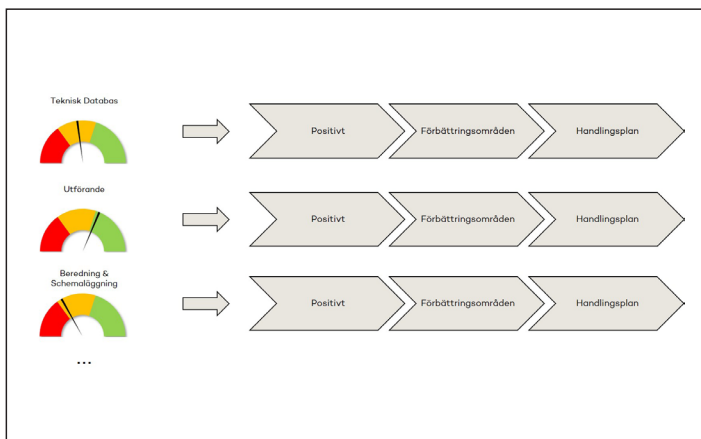 Teknisk Databas
Positivt
Förbättringsområden
Handlingsplan
Utförande
Positivt
Förbättringsområden
Handlingsplan
Beredning &
Schemaläggning
Positivt
Förbättringsområden
Handlingsplan
...